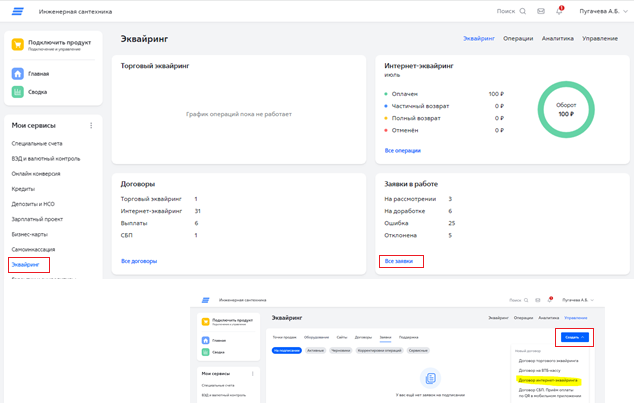 Инженерная сантехника
Поиск
1
Пугачева А.Б.
Подключить продукт
Подключение и управление
Главная
Сводка
Мои сервисы
Специальные счета
ВЭД и валютный контроль
Онлайн конверсия
Кредиты
Депозиты и НСО
Зарплатный проект
Бизнес-карты
Самоинкассация
Эквайринг
Эквайринг
Эквайринг Операции Аналитика Управление
Торговый эквайринг
График операций пока не работает
Интернет-эквайринг
июль
Оплачен 100 ₽
Частичный возврат 0 ₽
Полный возврат 0 ₽
Отменён 0 ₽
Оборот
100 ₽
Все операции
Договоры
Торговый эквайринг 1
Интернет-эквайринг 31
Выплаты 6
СБП 1
Все договоры
Заявки в работе
На рассмотрении 3
На доработке 6
Ошибка 25
Отклонена 5
Все заявки
Инженерная сантехника
Поиск
Пугачева А.Б.
Подключить продукт
Подключение и управление
Главная
Сводка
Мои сервисы
Специальные счета
ВЭД и валютный контроль
Эквайринг
Эквайринг Операции Аналитика Управление
Точки продаж Оборудование Сайты Договоры Заявки Поддержка
Создать
На подписание Активные Черновики Корректировки операций Справочные
У вас ещё нет заявок на подписании
Новый договор
Договор торгового эквайринга
Договор на ВТБ-кассу
Договор интернет-эквайринга
Договор СБП. Приём оплаты
по QR в мобильном приложении